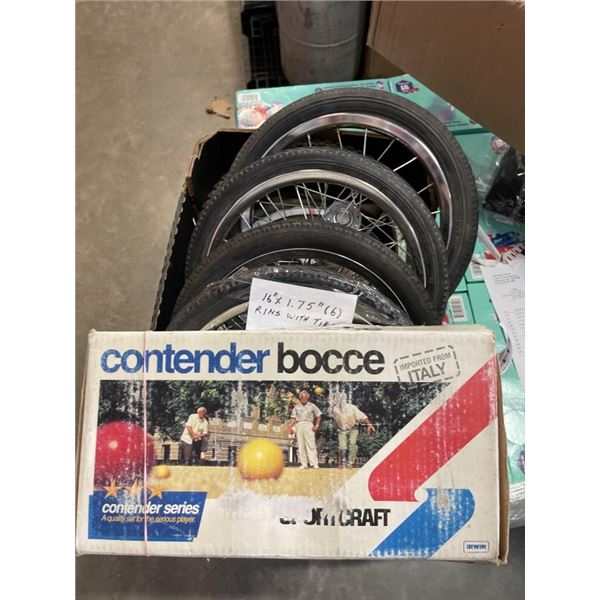 16" X 1.75" (6)
RIMS WITH
contender bocce
IMPORTED FROM
ITALY
contender series
A quality set for the serious player.
SPORTCRAFT
IRWIN